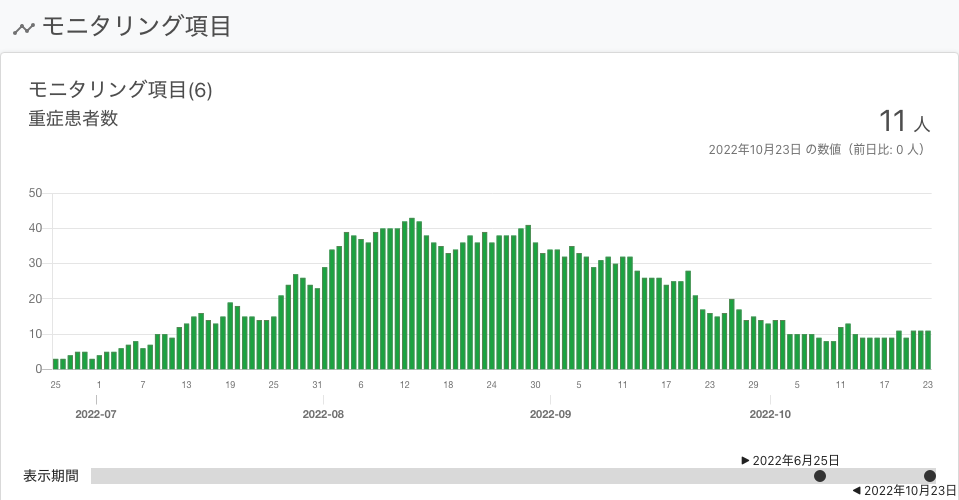 モニタリング項目
モニタリング項目(6)
重症患者数
11 人
2022年10月23日 の数値（前日比: 0 人）
50
40
30
20
10
0
25 1 7 13 19 25 31 6 12 18 24 30 5 11 17 23 29 5 11 17 23
2022-07 2022-08 2022-09 2022-10
▶ 2022年6月25日
表示期間
◀ 2022年10月23日